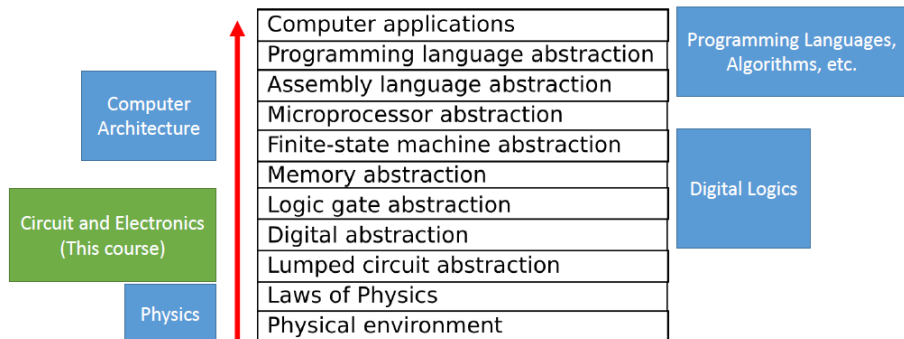 Computer applications
Programming language abstraction
Assembly language abstraction
Microprocessor abstraction
Finite-state machine abstraction
Memory abstraction
Logic gate abstraction
Digital abstraction
Lumped circuit abstraction
Laws of Physics
Physical environment
Computer
Architecture
Circuit and Electronics
(This course)
Physics
Programming Languages,
Algorithms, etc.
Digital Logics